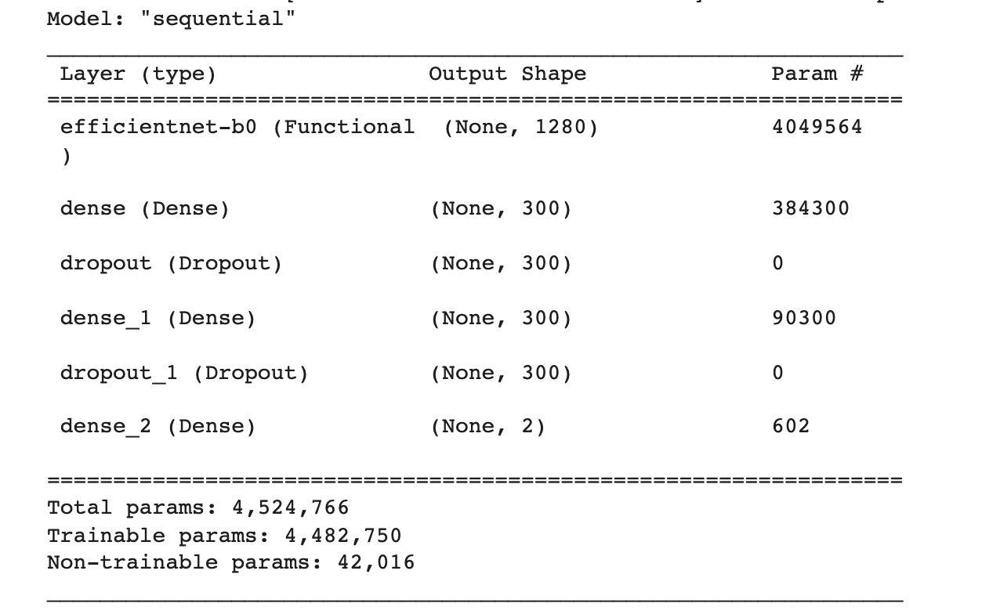 Model: "sequential"
Layer (type) Output Shape Param #
=================================================================
efficientnet-b0 (Functional (None, 1280) 4049564
)
dense (Dense) (None, 300) 384300
dropout (Dropout) (None, 300) 0
dense_1 (Dense) (None, 300) 90300
dropout_1 (Dropout) (None, 300) 0
dense_2 (Dense) (None, 2) 602
=================================================================
Total params: 4,524,766
Trainable params: 4,482,750
Non-trainable params: 42,016